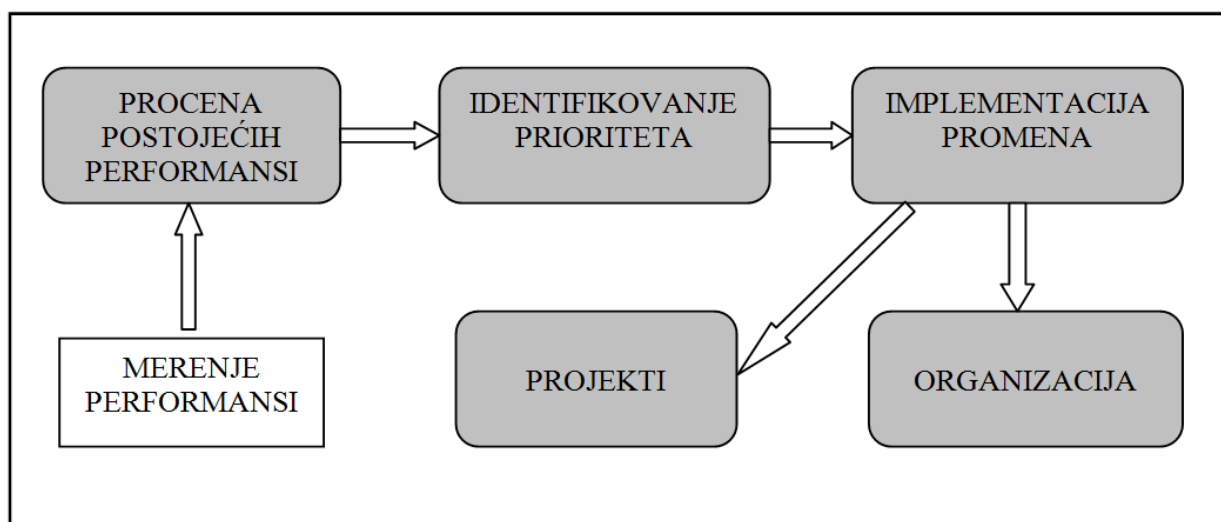 PROCENA
POSTOJEĆIH
PERFORMANSI
IDENTIFIKOVANJE
PRIORITETA
IMPLEMENTACIJA
PROMENA
MERENJE
PERFORMANSI
PROJEKTI
ORGANIZACIJA